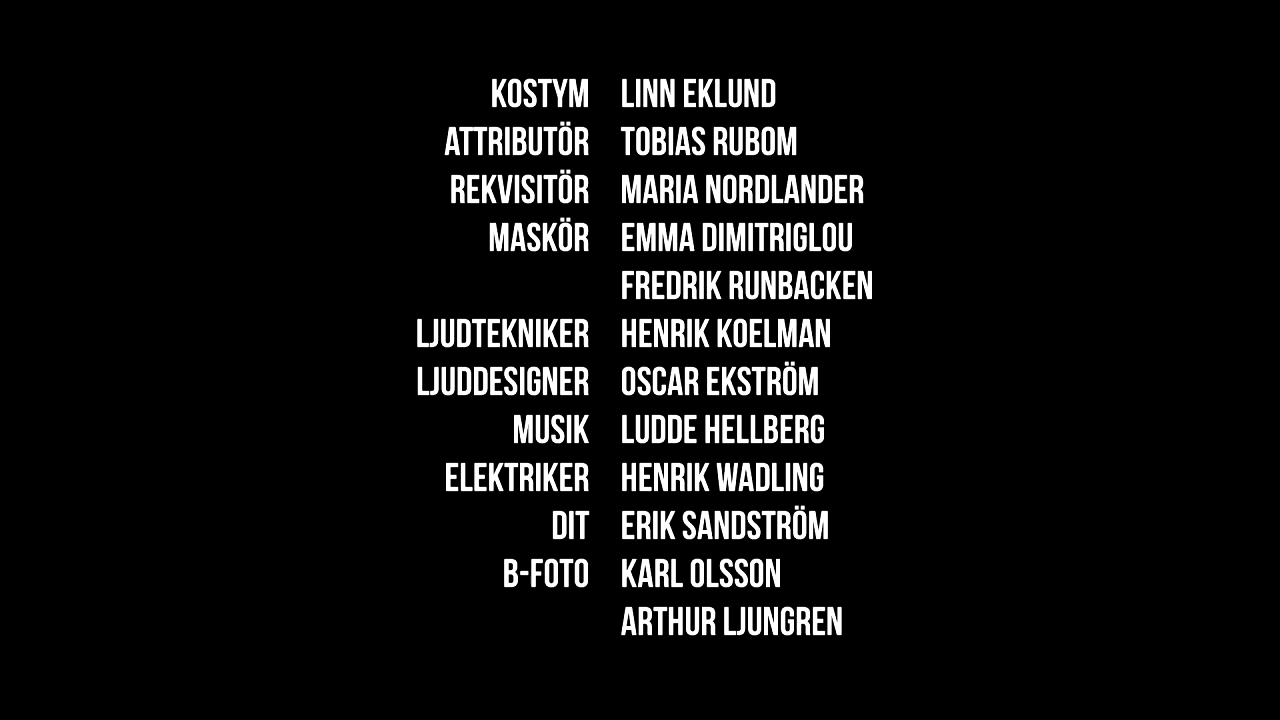 KOSTYM LINN EKLUND
ATTRIBUTÖR TOBIAS RUBOM
REKVISITÖR MARIA NORDLANDER
MASKÖR EMMA DIMITRIGLOU
FREDRIK RUNBACKEN
LJUDTEKNIKER HENRIK KOELMAN
LJUDDESIGNER OSCAR EKSTRÖM
MUSIK LUDDE HELLBERG
ELEKTRIKER HENRIK WADLING
DIT ERIK SANDSTRÖM
B-FOTO KARL OLSSON
ARTHUR LJUNGREN